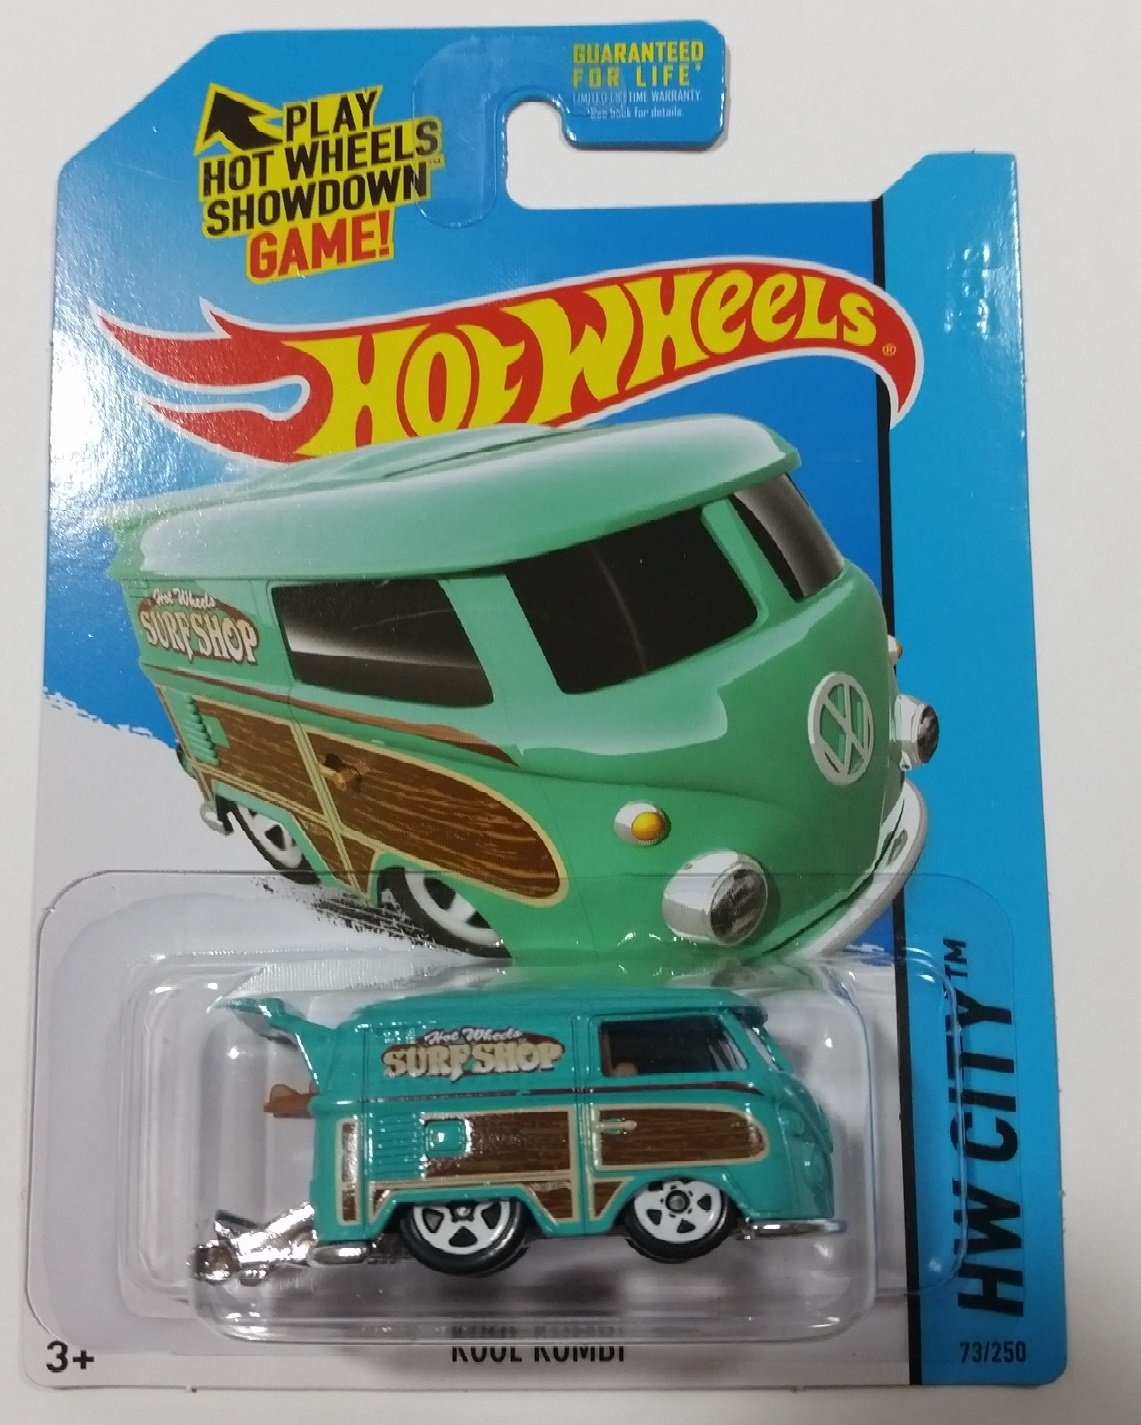 GUARANTEED
FOR LIFE*
LIMITED LIFETIME WARRANTY.
*See back for details.
PLAY
HOT WHEELS
SHOWDOWN™
GAME!
HOT WHEELS®
Hot Wheels
SURF SHOP
VW
Hot Wheels
SURF SHOP
HW CITY™
KOOL KOMBI
3+
73/250